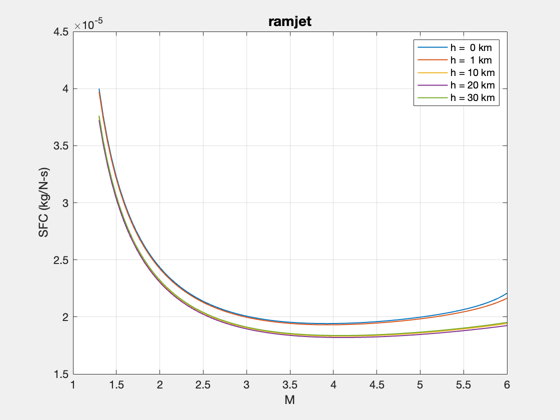 ramjet
×10⁻⁵
4.5
4
3.5
3
2.5
2
1.5
SFC (kg/N-s)
h = 0 km
h = 1 km
h = 10 km
h = 20 km
h = 30 km
1 1.5 2 2.5 3 3.5 4 4.5 5 5.5 6
M